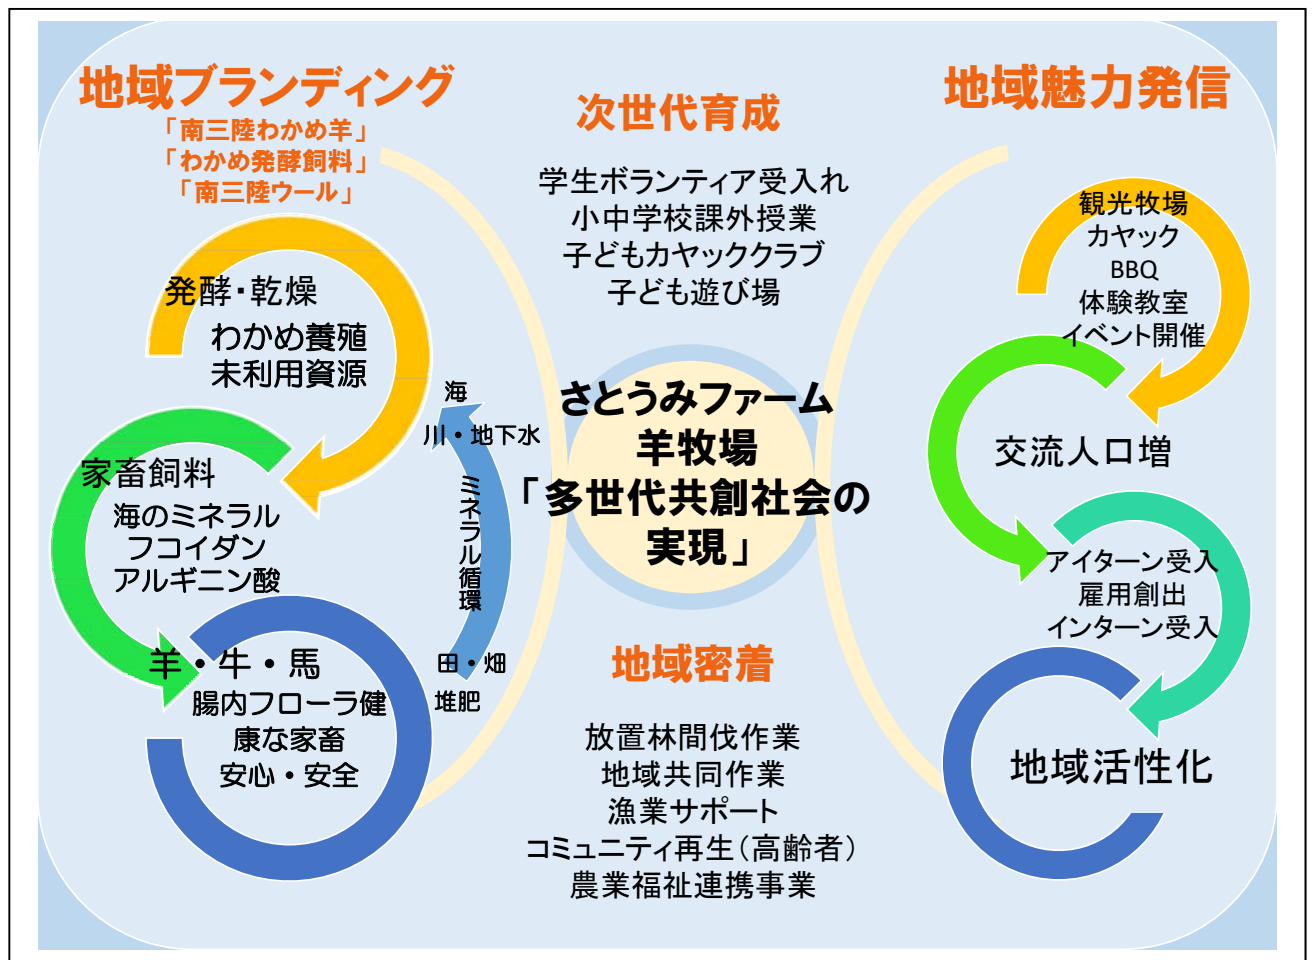 地域ブランディング
「南三陸わかめ羊」
「わかめ発酵飼料」
「南三陸ウール」
発酵・乾燥
わかめ養殖
未利用資源
家畜飼料
海のミネラル
フコイダン
アルギニン酸
羊・牛・馬
腸内フローラ健
康な家畜
安心・安全
海
川・地下水
ミネラル循環
田・畑
堆肥
次世代育成
学生ボランティア受入れ
小中学校課外授業
子どもカヤッククラブ
子ども遊び場
さとうみファーム
羊牧場
「多世代共創社会の
実現」
地域密着
放置林間伐作業
地域共同作業
漁業サポート
コミュニティ再生（高齢者）
農業福祉連携事業
地域魅力発信
観光牧場
カヤック
BBQ
体験教室
イベント開催
交流人口増
アイターン受入
雇用創出
インターン受入
地域活性化